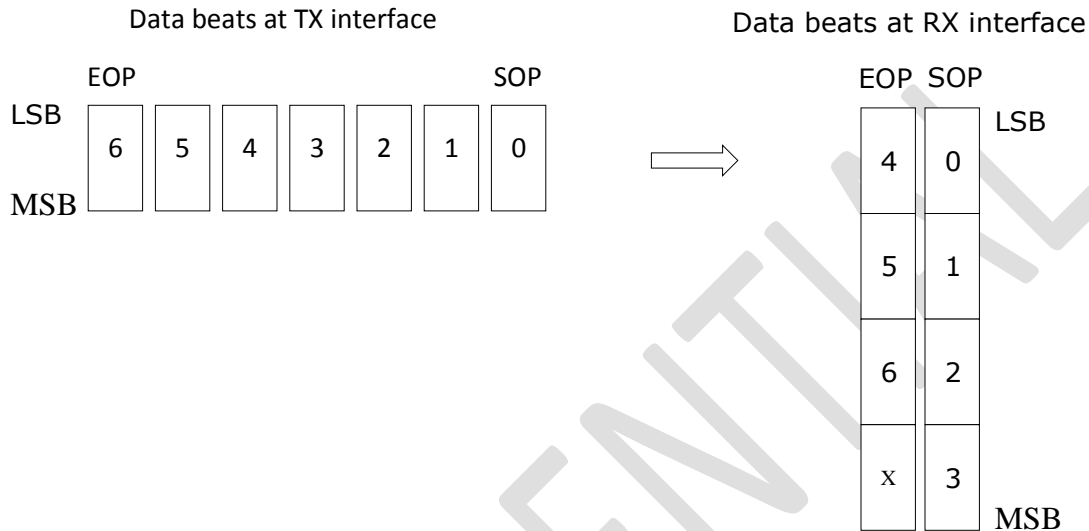 Data beats at TX interface
EOP SOP
LSB
6 5 4 3 2 1 0
MSB
Data beats at RX interface
EOP SOP
LSB
4 0
5 1
6 2
x 3
MSB
ENTIAL